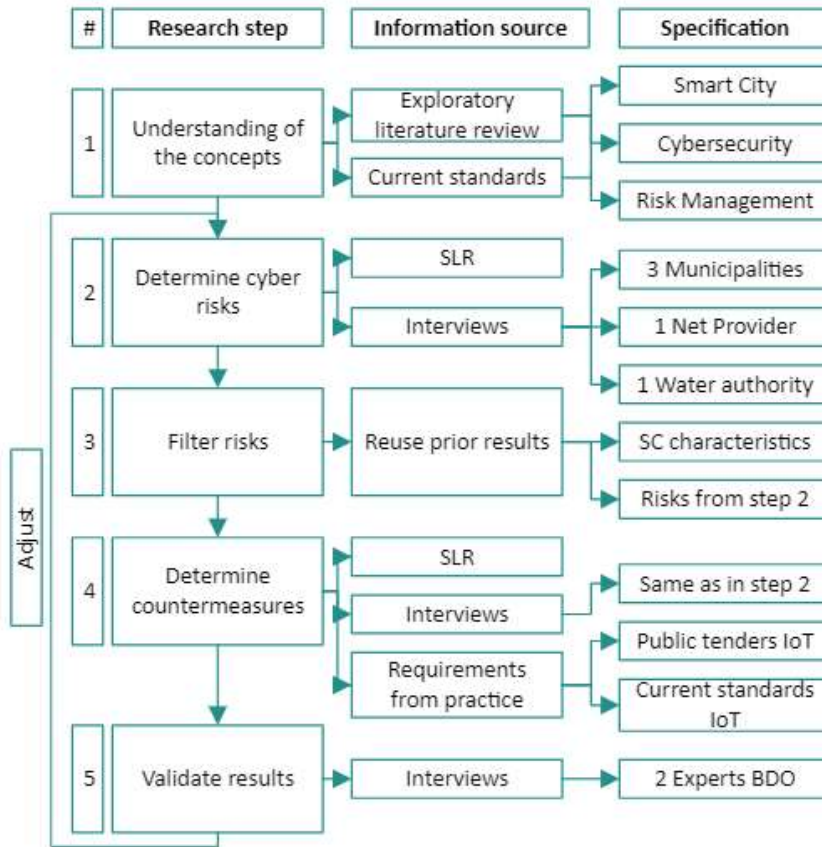 # Research step Information source Specification
1
Understanding of
the concepts
Exploratory
literature review
Current standards
Smart City
Cybersecurity
Risk Management
2
Determine cyber
risks
SLR
Interviews
3 Municipalities
1 Net Provider
1 Water authority
3
Filter risks
Reuse prior results
SC characteristics
Risks from step 2
Adjust
4
Determine
countermeasures
SLR
Interviews
Requirements
from practice
Same as in step 2
Public tenders IoT
Current standards
IoT
5
Validate results
Interviews
2 Experts BDO